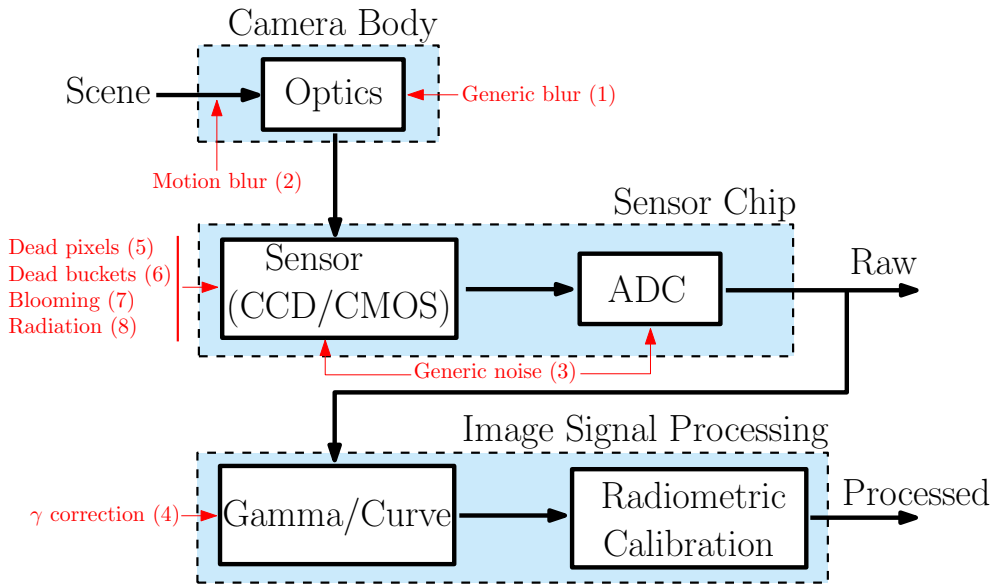 Camera Body
Scene
Optics
Generic blur (1)
Motion blur (2)
Sensor Chip
Dead pixels (5)
Dead buckets (6)
Blooming (7)
Radiation (8)
Sensor
(CCD/CMOS)
ADC
Raw
Generic noise (3)
Image Signal Processing
γ correction (4)
Gamma/Curve
Radiometric
Calibration
Processed